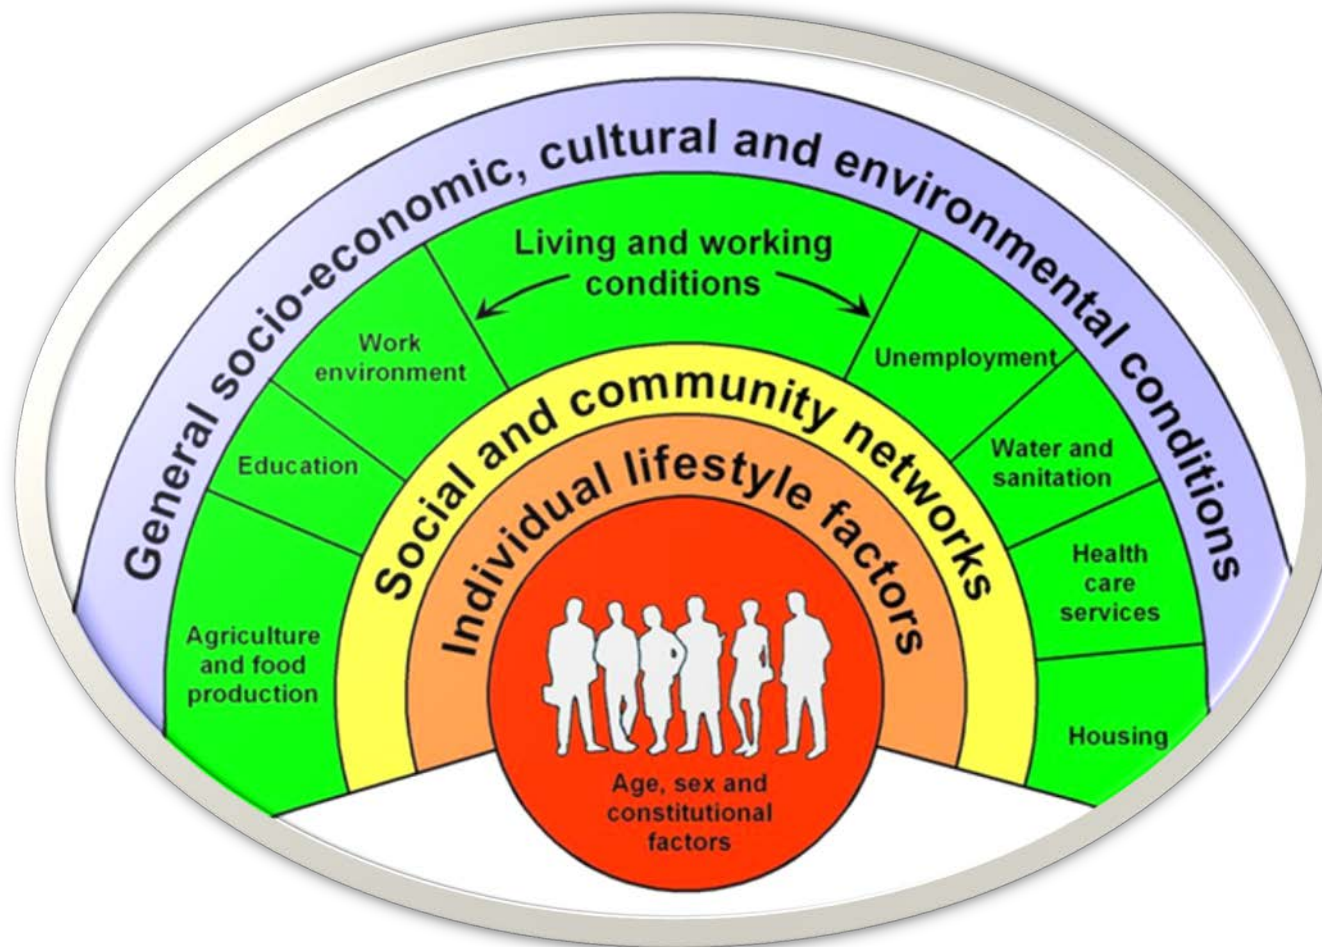 General socio-economic, cultural and environmental conditions
Living and working
conditions
Work
environment
Unemployment
Education
Water and
sanitation
Agriculture
and food
production
Health
care
services
Housing
Social and community networks
Individual lifestyle factors
Age, sex and
constitutional
factors